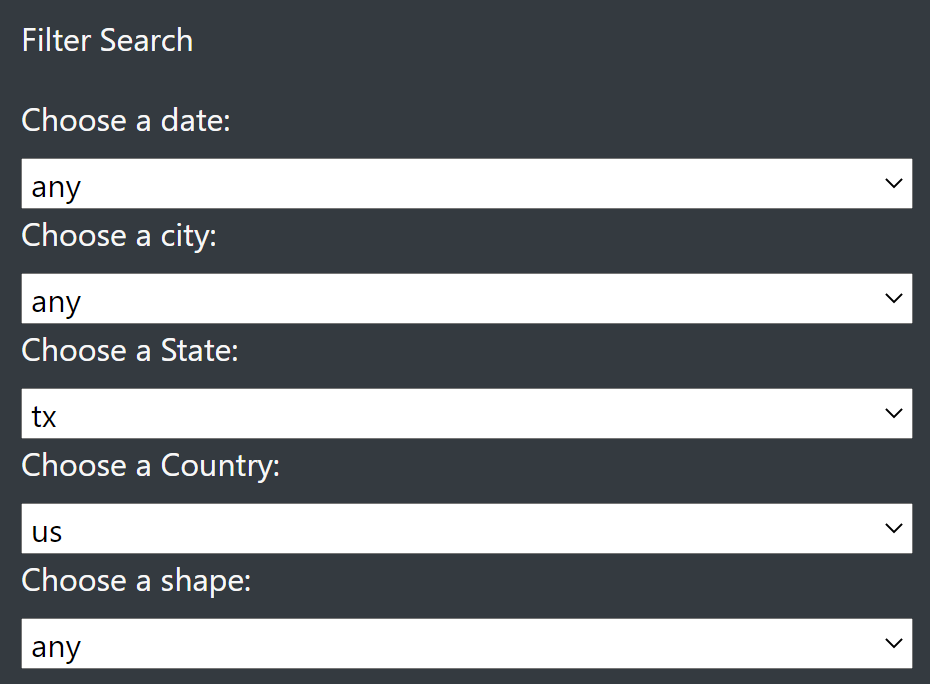 Filter Search
Choose a date:
any
Choose a city:
any
Choose a State:
tx
Choose a Country:
us
Choose a shape:
any